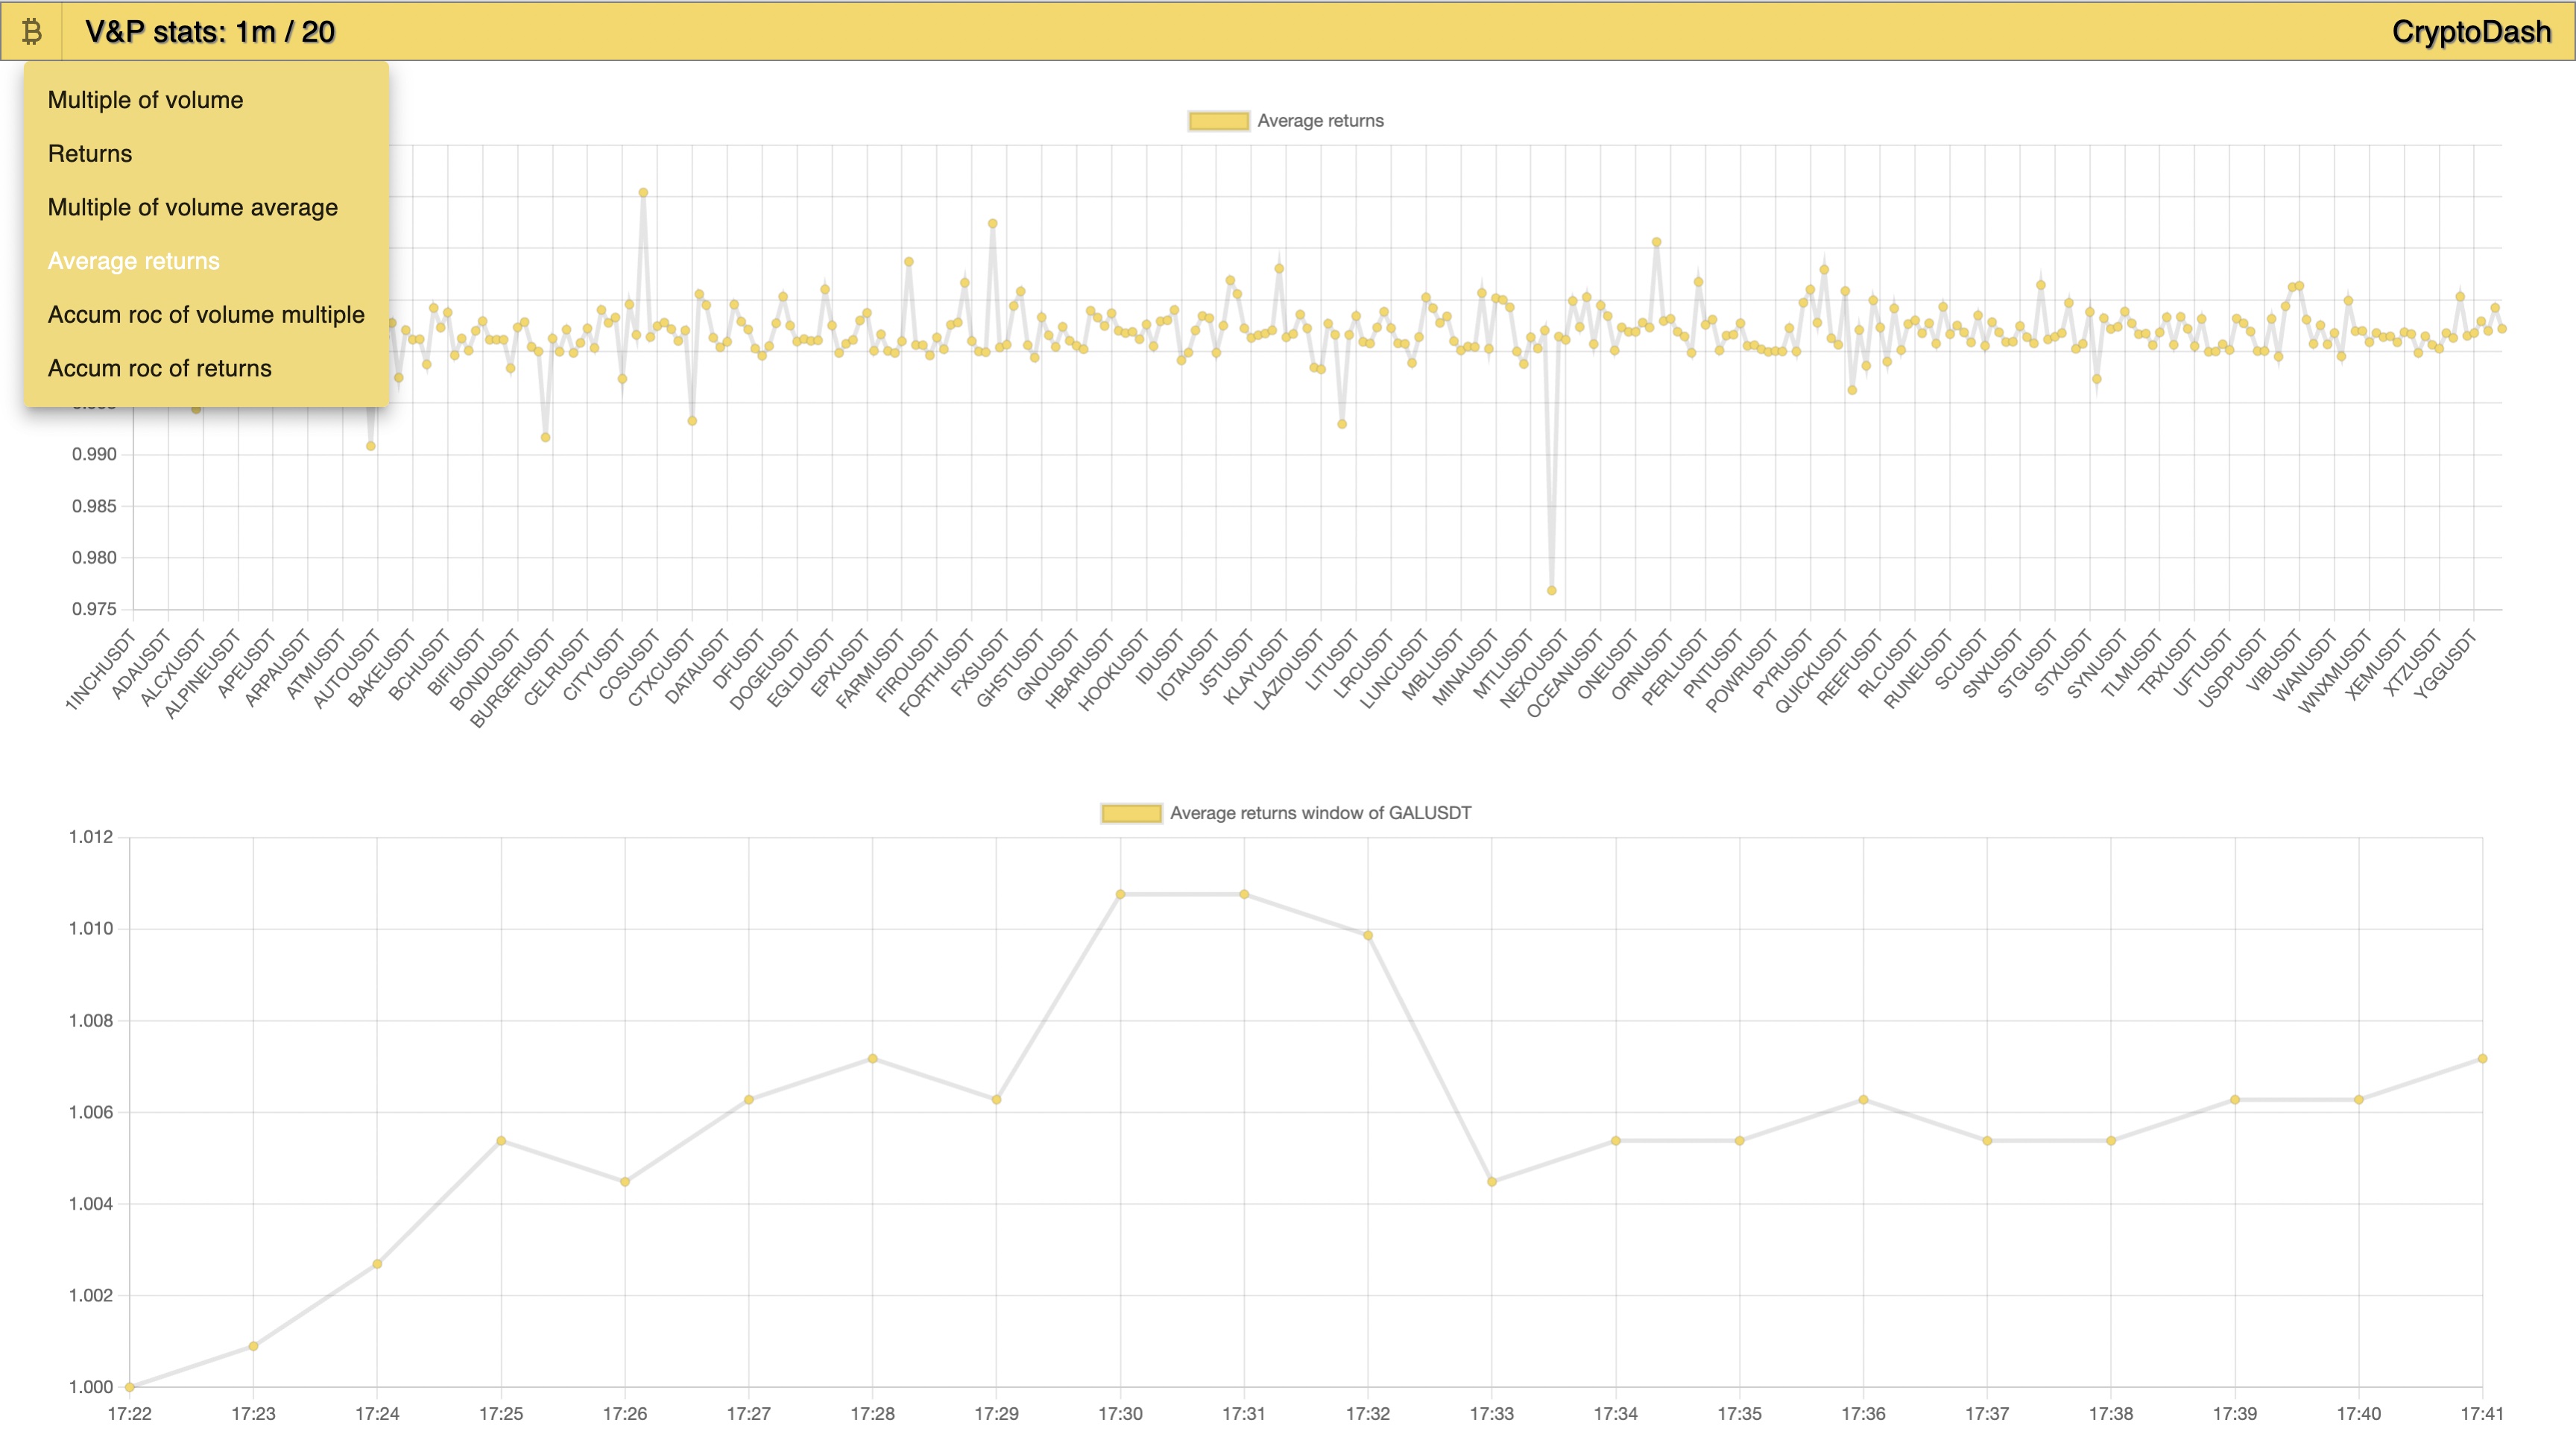 ₿ V&P stats: 1m / 20 CryptoDash
Multiple of volume
Returns
Multiple of volume average
Average returns
Accum roc of volume multiple
Accum roc of returns
Average returns
0.990
0.985
0.980
0.975
1INCHUSDT ADAUSDT ALCXUSDT ALPINEUSDT APEUSDT ARPAUSDT ATMUSDT AUTOUSDT BAKEUSDT BCHUSDT BIFIUSDT BONDUSDT BURGERUSDT CELRUSDT CITYUSDT COSUSDT CTXCUSDT DATAUSDT DFUSDT DOGEUSDT EGLDUSDT EPXUSDT FARMUSDT FIROUSDT FORTHUSDT FXSUSDT GHSTUSDT GNOUSDT HBARUSDT HOOKUSDT IDUSDT IOTAUSDT JSTUSDT KLAYUSDT LAZIOUSDT LITUSDT LRCUSDT LUNCUSDT MBLUSDT MINAUSDT MTLUSDT NEXOUSDT OCEANUSDT ONEUSDT ORNUSDT PERLUSDT PNTUSDT POWRUSDT PYRUSDT QUICKUSDT REEFUSDT RLCUSDT RUNEUSDT SCUSDT SNXUSDT STGUSDT STXUSDT SYNUSDT TLMUSDT TRXUSDT UFTUSDT USDPUSDT VIBUSDT WANUSDT WNXMUSDT XEMUSDT XTZUSDT YGGUSDT
Average returns window of GALUSDT
1.012
1.010
1.008
1.006
1.004
1.002
1.000
17:22 17:23 17:24 17:25 17:26 17:27 17:28 17:29 17:30 17:31 17:32 17:33 17:34 17:35 17:36 17:37 17:38 17:39 17:40 17:41